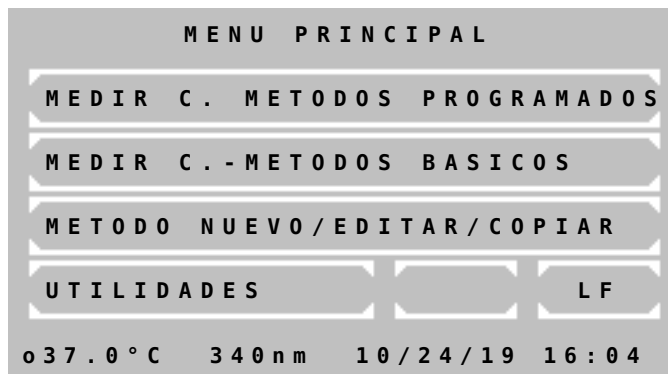 MENU PRINCIPAL
MEDIR C. METODOS PROGRAMADOS
MEDIR C.-METODOS BASICOS
METODO NUEVO/EDITAR/COPIAR
UTILIDADES LF
o37.0°C 340nm 10/24/19 16:04